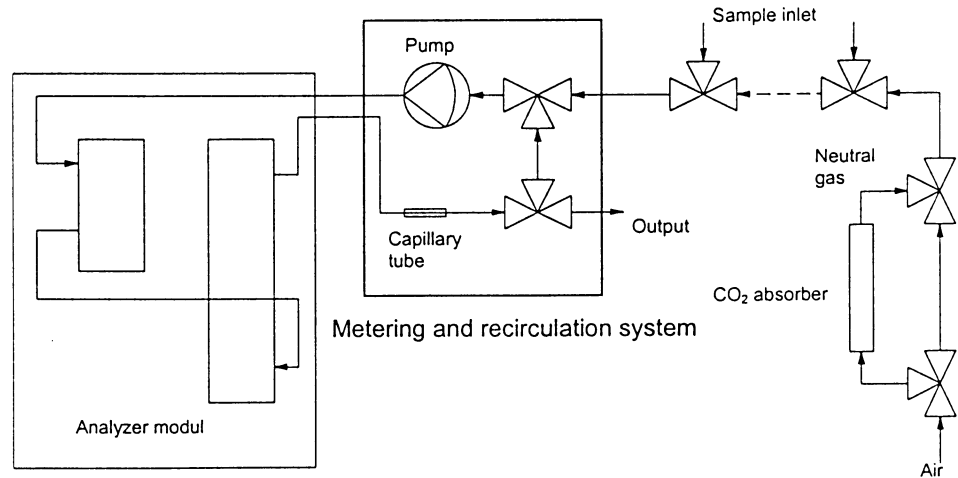 Sample inlet
Pump
Neutral
gas
Output
Capillary
tube
CO₂ absorber
Metering and recirculation system
Analyzer modul
Air